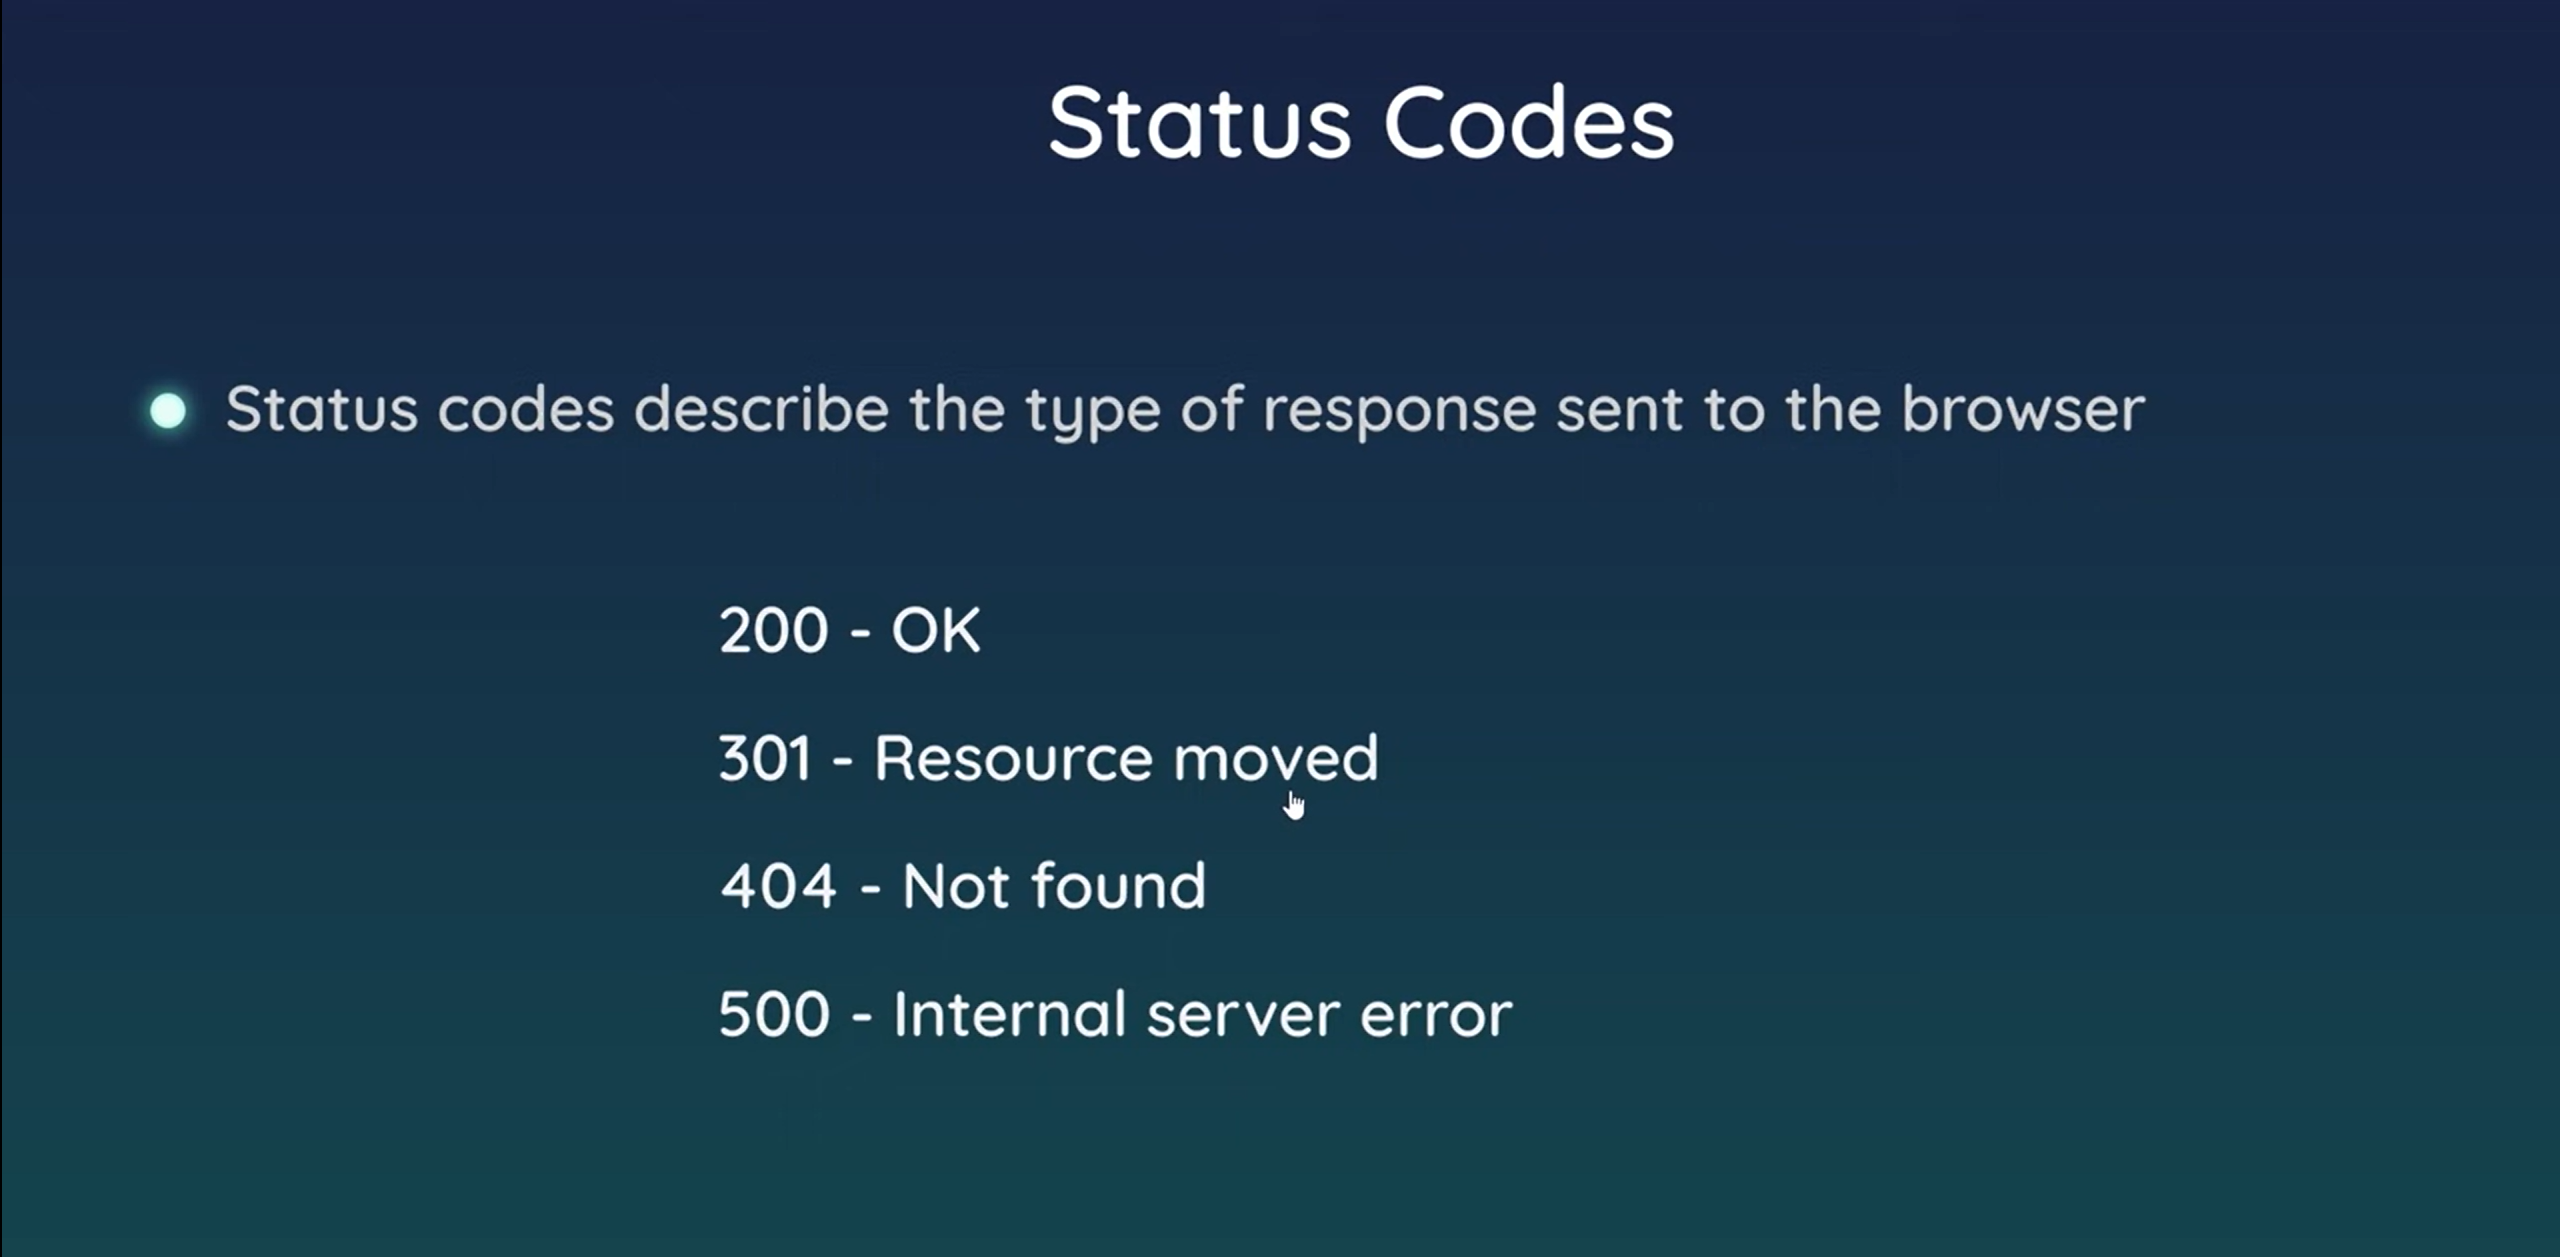 Status Codes
Status codes describe the type of response sent to the browser
200 - OK
301 - Resource moved
404 - Not found
500 - Internal server error